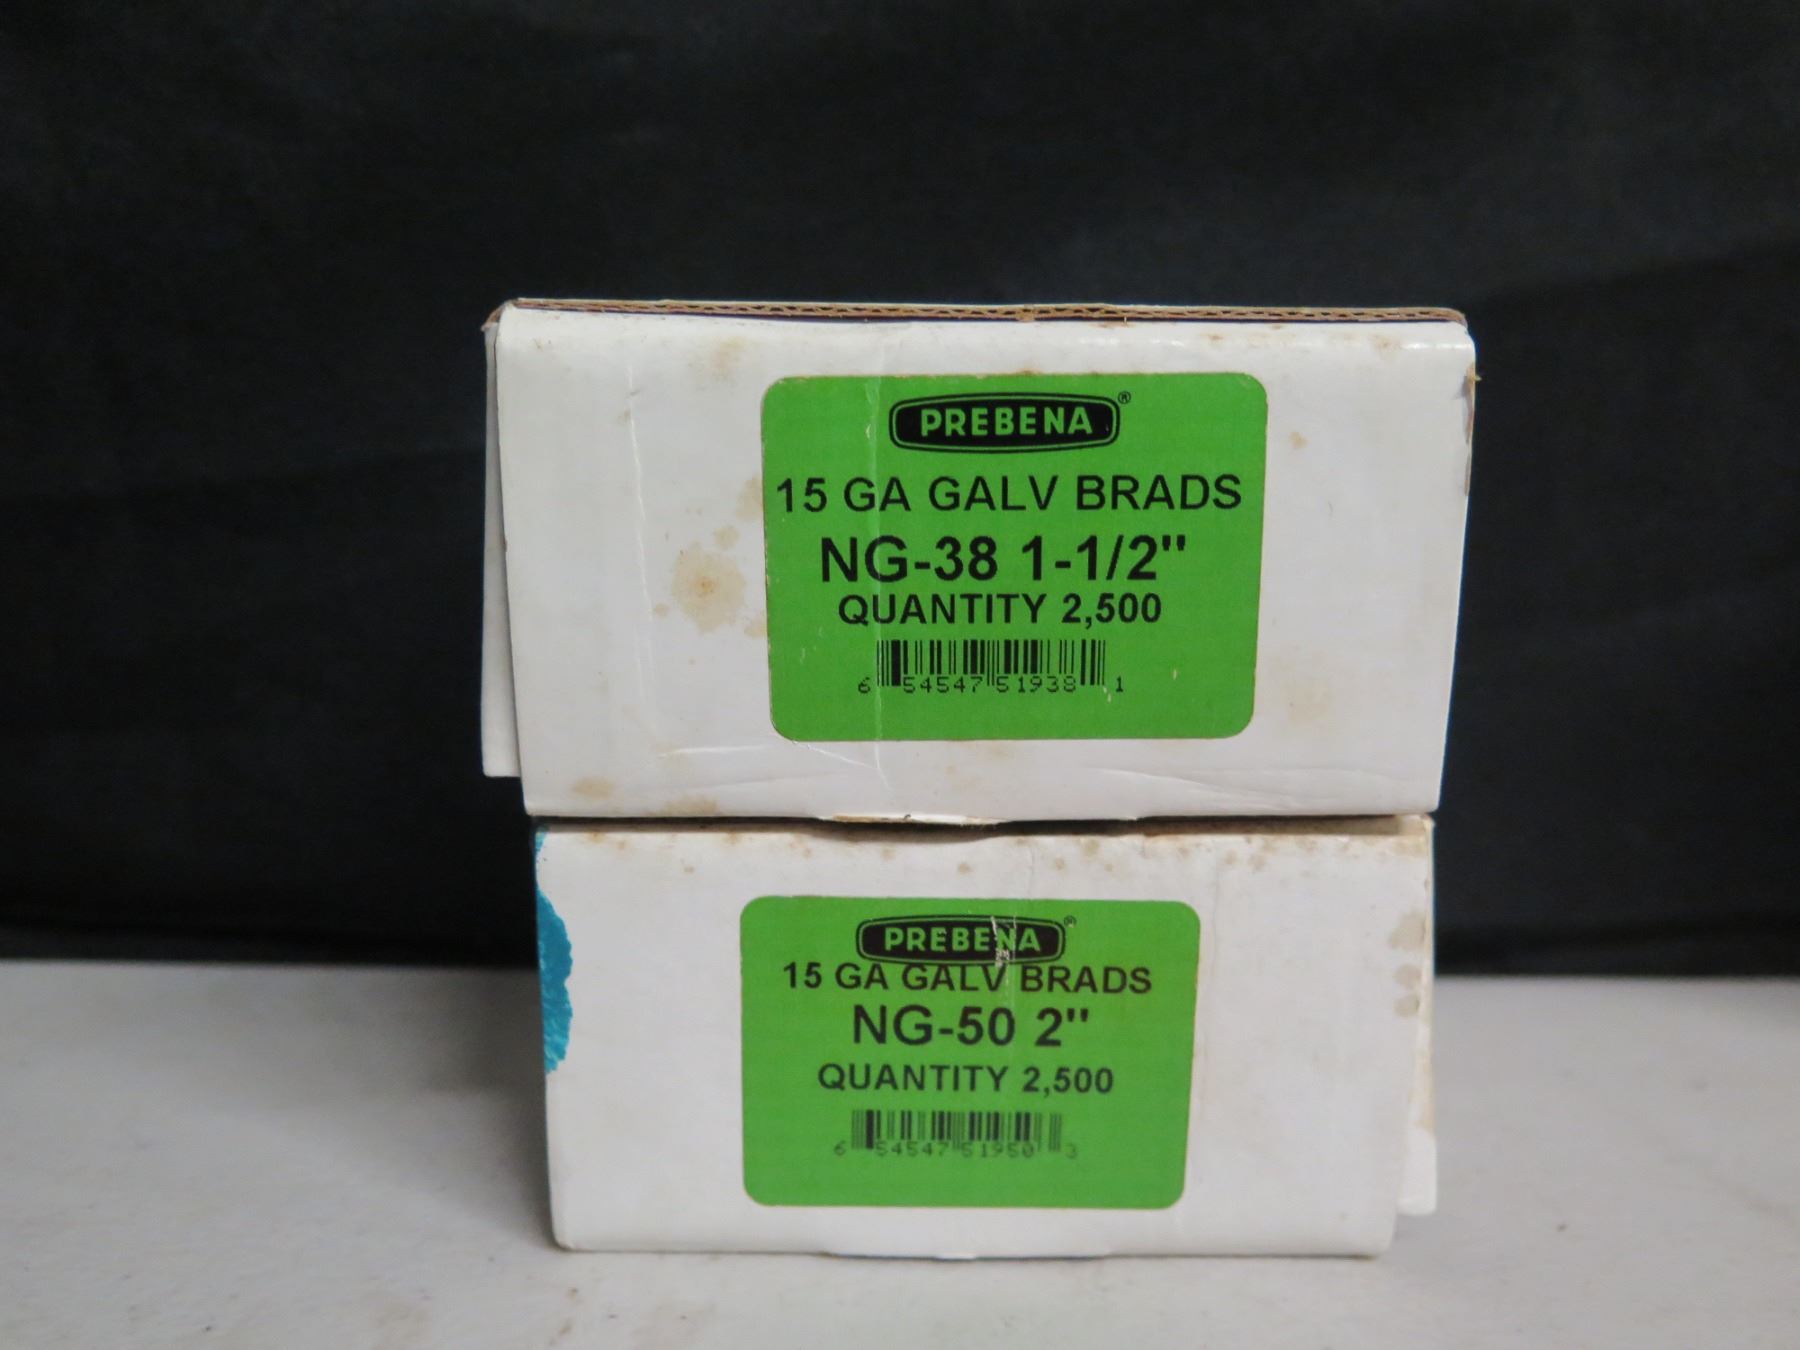 PREBENA®
15 GA GALV BRADS
NG-38 1-1/2"
QUANTITY 2,500
6 54547 51938 1
PREBENA®
15 GA GALV BRADS
NG-50 2"
QUANTITY 2,500
6 54547 51950 3